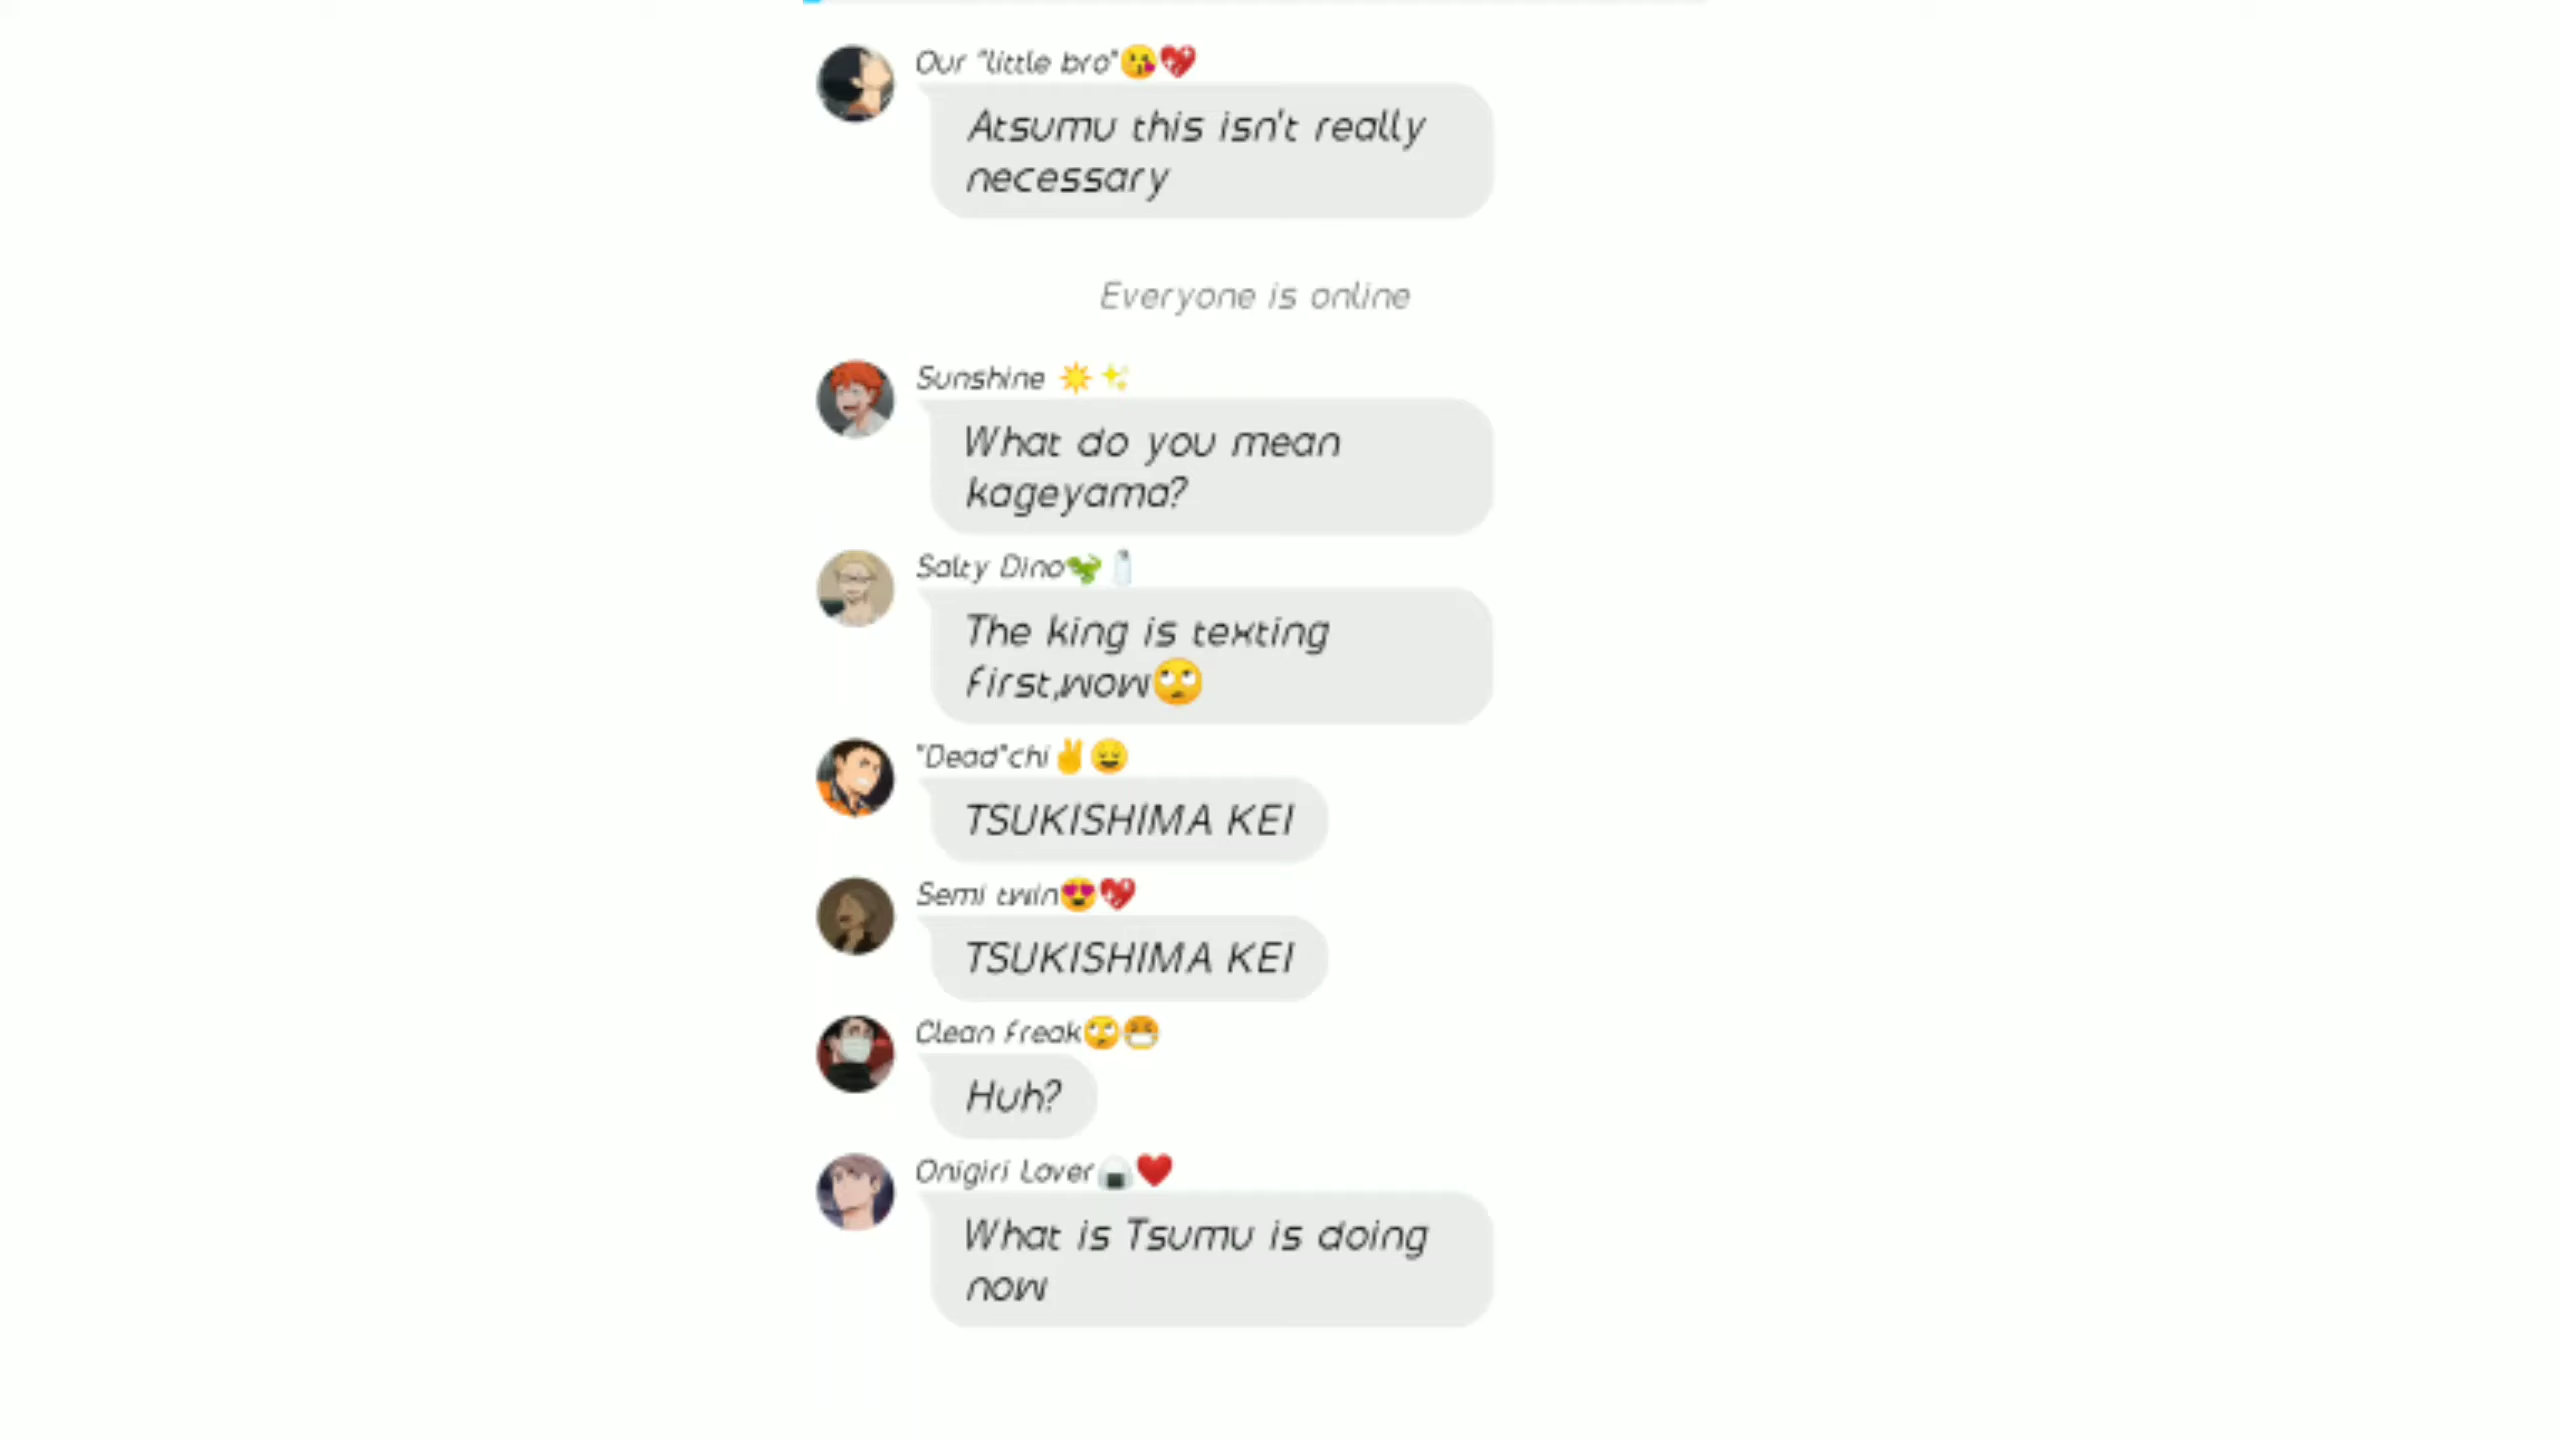 Our "little bro"😘💖
Atsumu this isn't really
necessary
Everyone is online
Sunshine ☀️✨
What do you mean
kageyama?
Salty Dino🦖🧂
The king is texting
first,wow🙄
"Dead"chi✌️😄
TSUKISHIMA KEI
Semi twin😍💖
TSUKISHIMA KEI
Clean freak🙄😷
Huh?
Onigiri Lover🍙❤️
What is Tsumu is doing
now